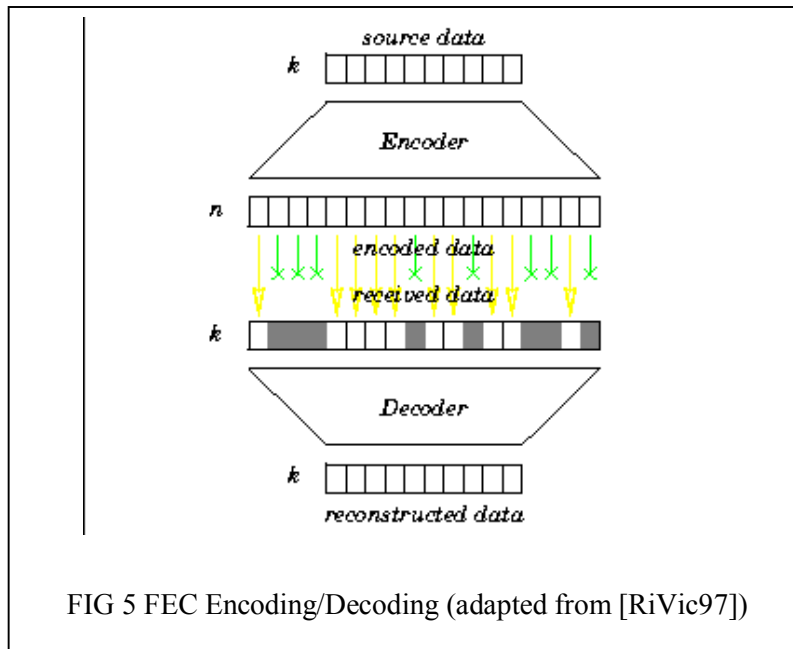 source data
k
Encoder
n
encoded data
received data
k
Decoder
k
reconstructed data
FIG 5 FEC Encoding/Decoding (adapted from [RiVic97])